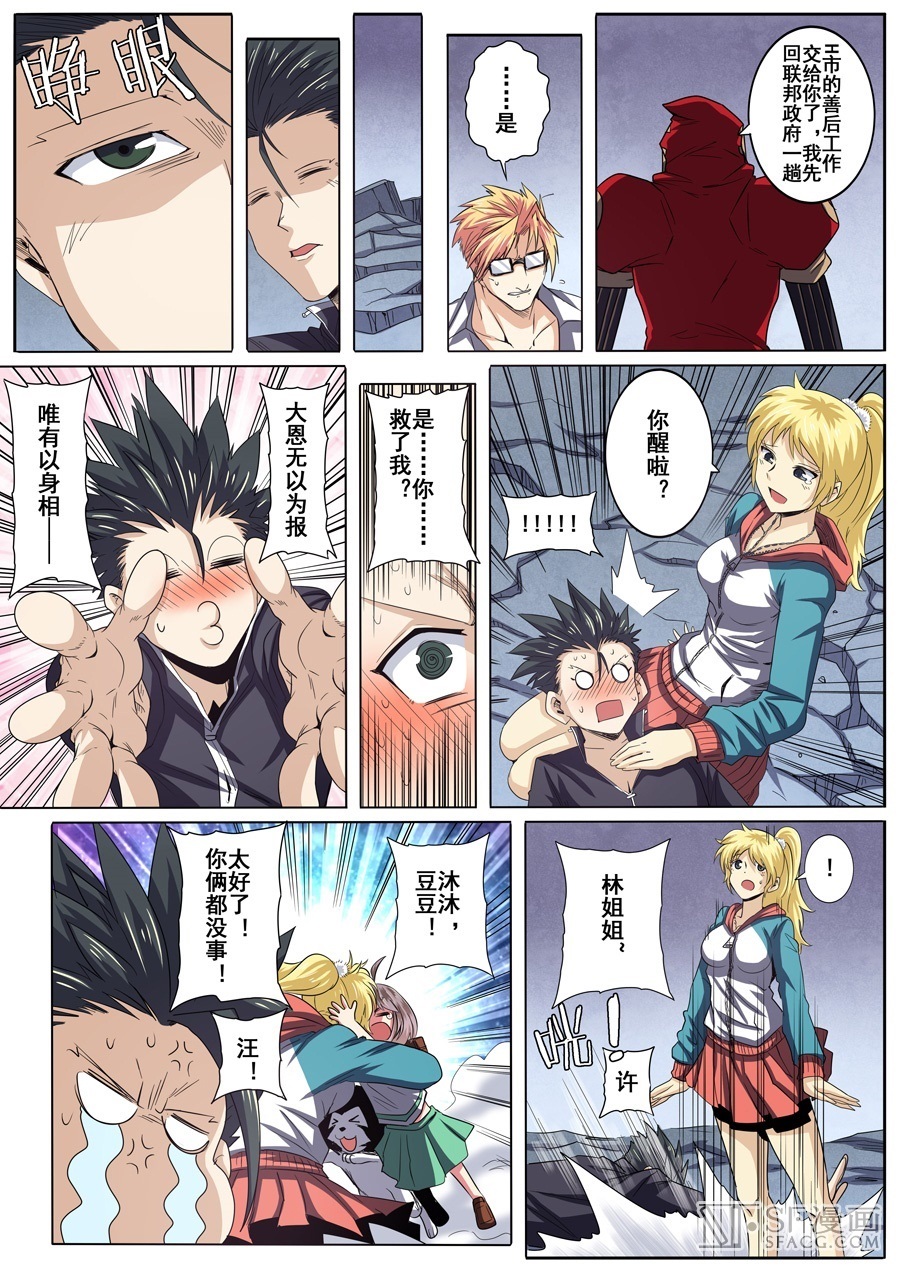 H市的善后工作
交给你了，我先
回联邦政府一趟
……是
睁眼
你醒啦？
!!!!!
是……你……
救了我？
大恩无以为报
唯有以身相——
！
林姐姐，
咣！
许
沐沐，
豆豆！
太好了！
你俩都没事！
汪！
SF漫画
SFACG.COM